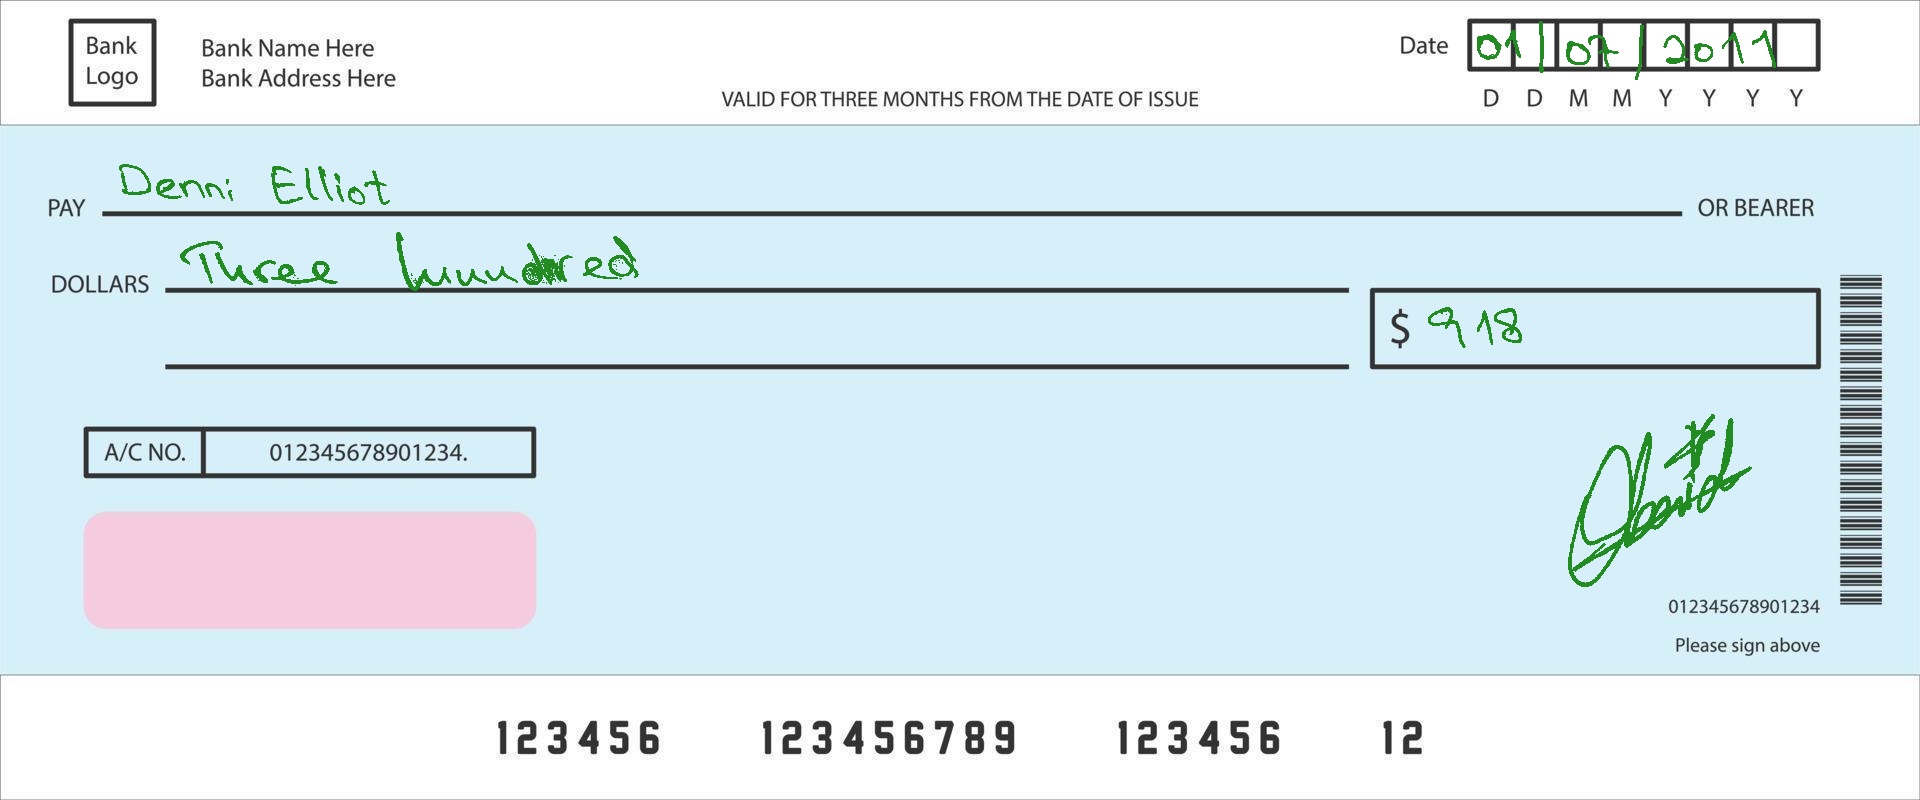 Bank
Logo
Bank Name Here
Bank Address Here
VALID FOR THREE MONTHS FROM THE DATE OF ISSUE
Date 01/07/2011
D D M M Y Y Y Y
PAY Denni Elliot OR BEARER
DOLLARS Three hundred
$ 918
A/C NO. 012345678901234.
012345678901234
Please sign above
123456 123456789 123456 12